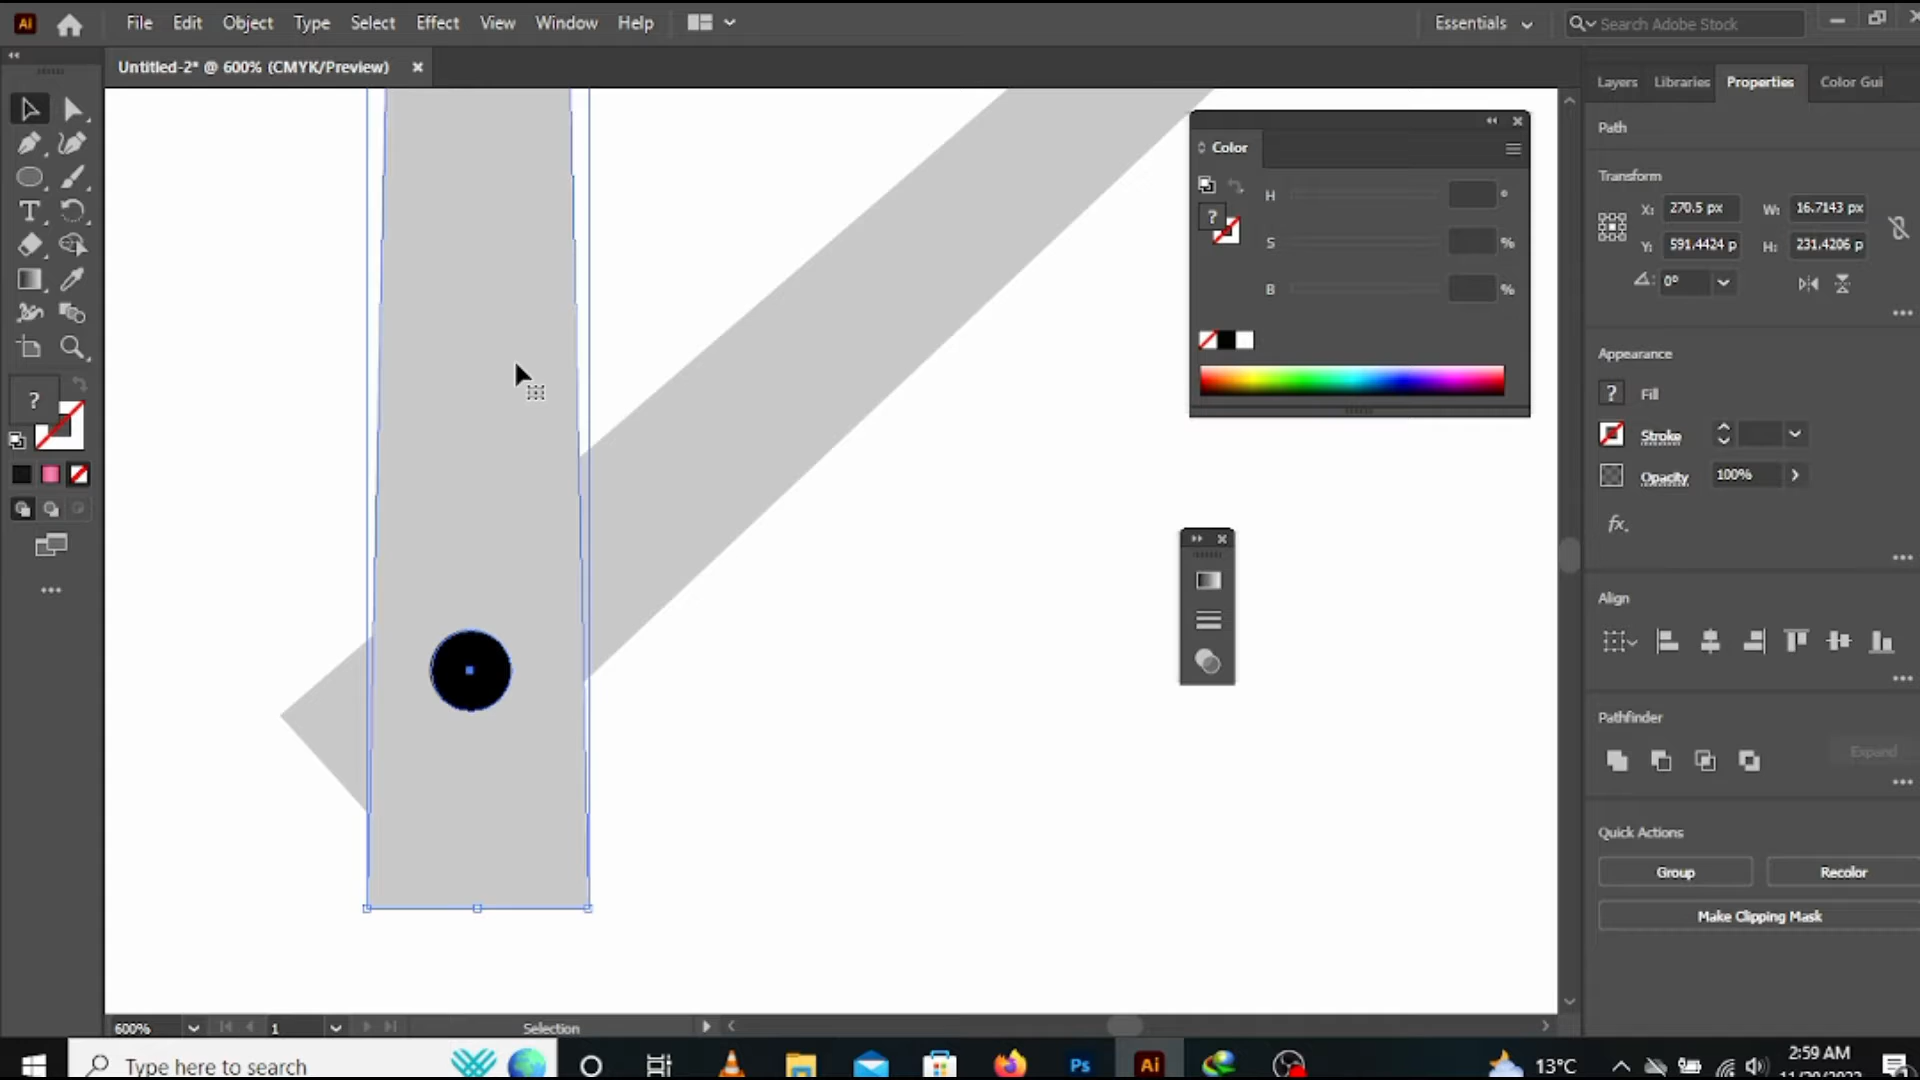 Ai File Edit Object Type Select Effect View Window Help Essentials Search Adobe Stock
Untitled-2* @ 600% (CMYK/Preview)
Layers Libraries Properties Color Gui
Path
Transform
X: 270.5 px W: 16.7143 px
Y: 591.4424 p H: 231.4206 p
0°
Appearance
? Fill
Stroke
Opacity 100%
fx.
Align
Pathfinder
Expand
Quick Actions
Group Recolor
Make Clipping Mask
Color
H °
? S %
B %
T
?
600% 1 Selection
Type here to search Ps Ai 13°C 2:59 AM